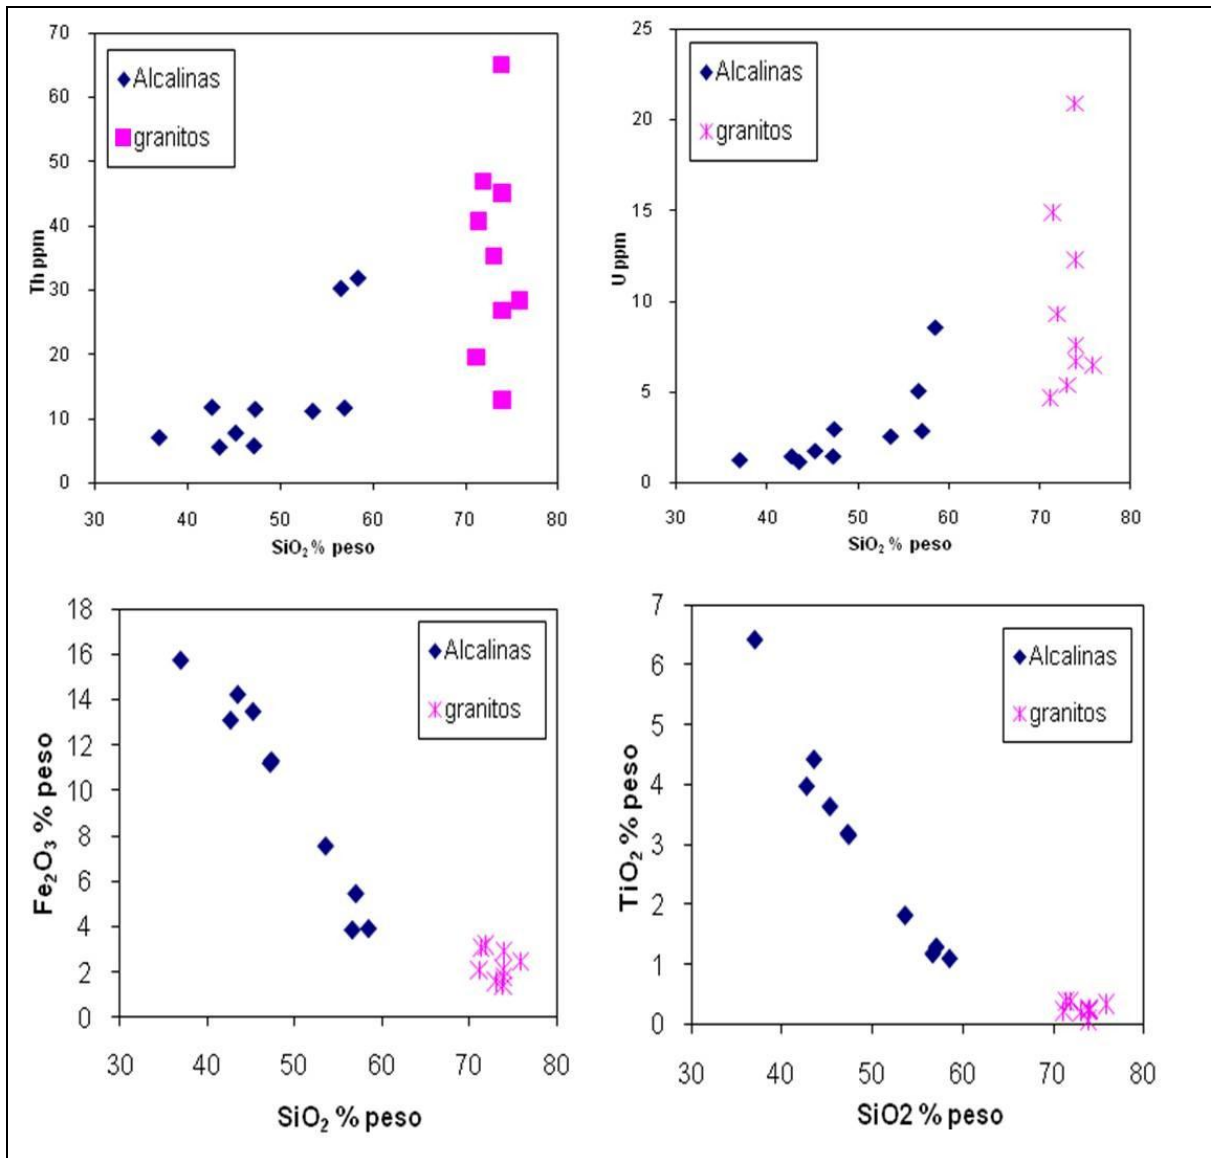 70
60
50
40
30
20
10
0
Th ppm
Alcalinas
granitos
30 40 50 60 70 80
SiO₂ % peso
25
20
15
10
5
0
U ppm
Alcalinas
granitos
30 40 50 60 70 80
SiO₂ % peso
18
16
14
12
10
8
6
4
2
0
Fe₂O₃ % peso
Alcalinas
granitos
30 40 50 60 70 80
SiO₂ % peso
7
6
5
4
3
2
1
0
TiO₂ % peso
Alcalinas
granitos
30 40 50 60 70 80
SiO2 % peso